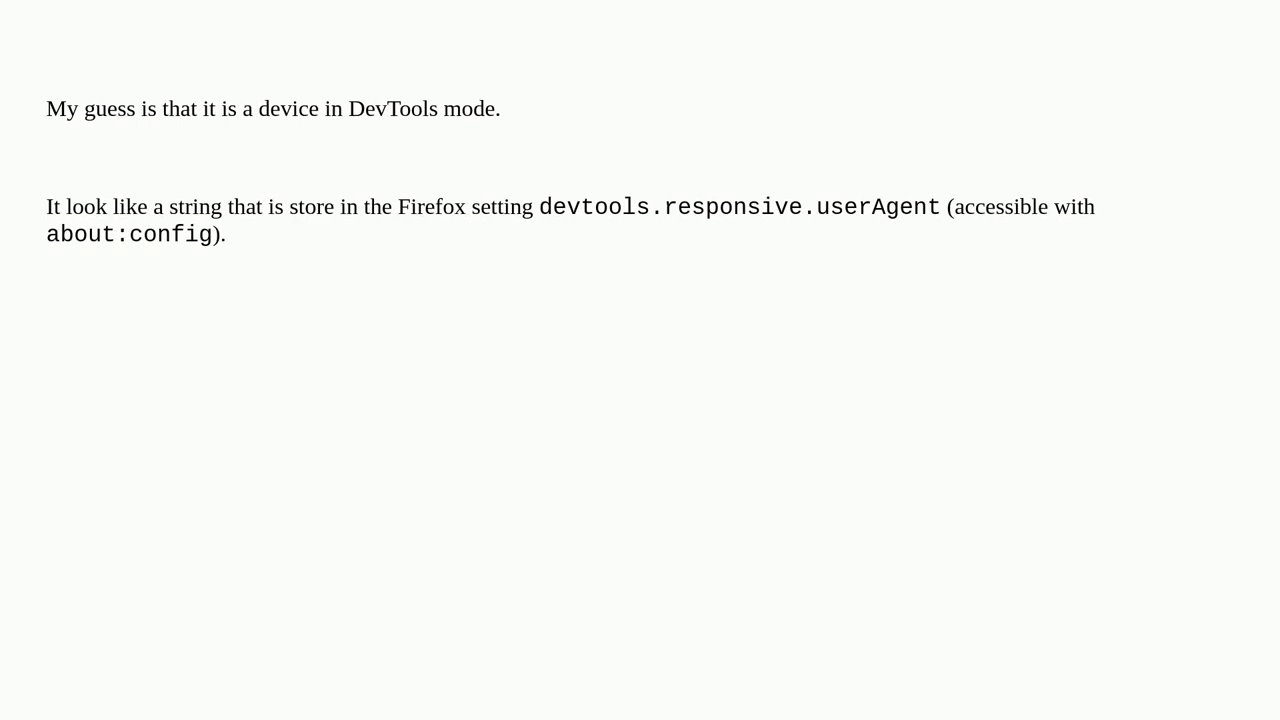 My guess is that it is a device in DevTools mode.
It look like a string that is store in the Firefox setting devtools.responsive.userAgent (accessible with
about:config).